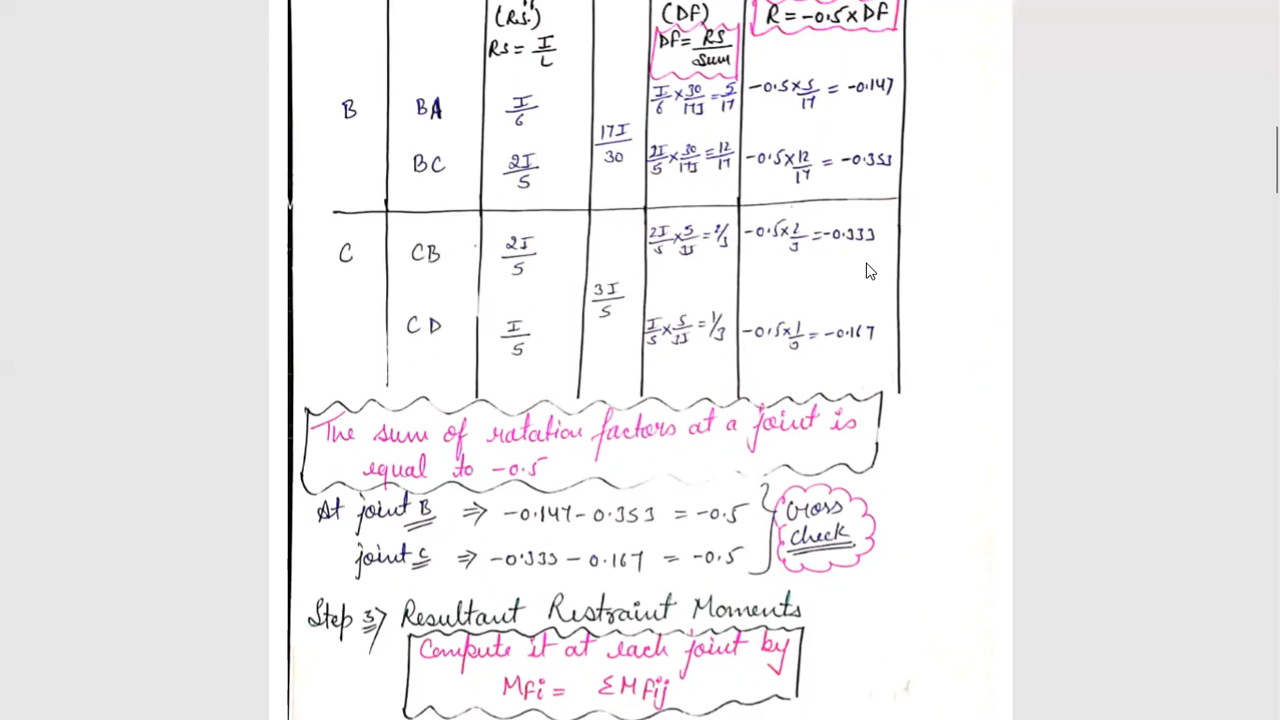 (RS) (DF) R = -0.5 × DF
RS = I/L DF = RS/Sum
B BA I/6 I/6 × 30/17I = 5/17 -0.5 × 5/17 = -0.147
17I/30
BC 2I/5 2I/5 × 30/17I = 12/17 -0.5 × 12/17 = -0.353
C CB 2I/5 2I/5 × 5/3I = 2/3 -0.5 × 2/3 = -0.333
3I/5
CD I/5 I/5 × 5/3I = 1/3 -0.5 × 1/3 = -0.167
The sum of ratation factors at a joint is
equal to -0.5
At joint B ⇒ -0.147 - 0.353 = -0.5
joint C ⇒ -0.333 - 0.167 = -0.5
Cross
check
Step 3 Resultant Restraint Moments
Compute it at each joint by
Mfi = ΣMfij